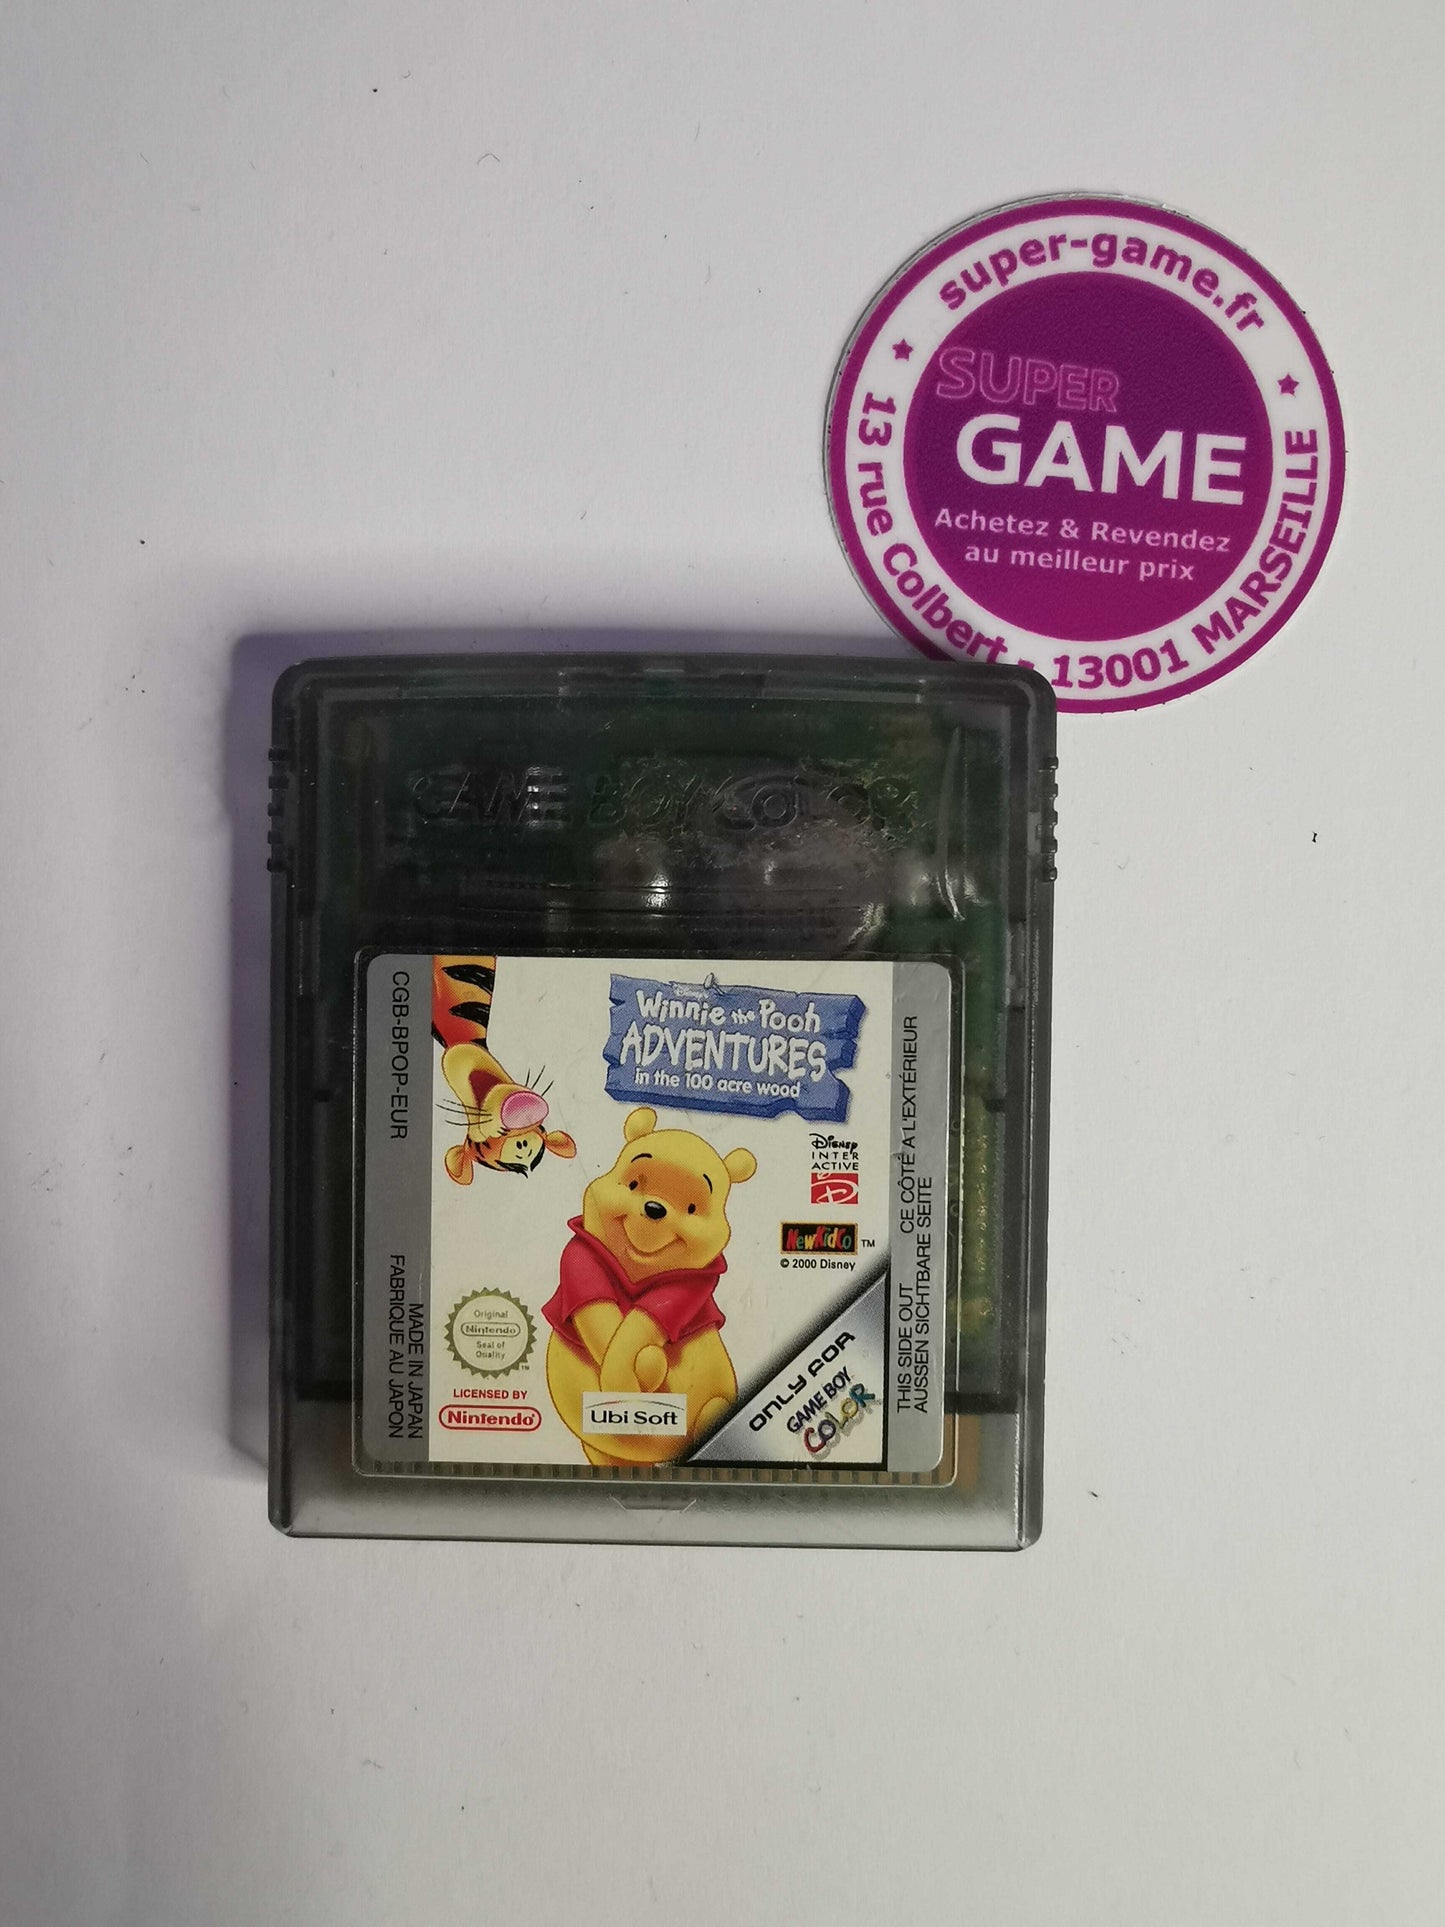 super-game.fr
SUPER
GAME
Achetez & Revendez
au meilleur prix
13 rue Colbert - 13001 MARSEILLE
GAME BOY COLOR
CGB-BPOP-EUR
MADE IN JAPAN
FABRIQUE AU JAPON
Disney's
Winnie the Pooh
ADVENTURES
in the 100 acre wood
Disney
INTER
ACTIVE
D
NewKidCo ™
© 2000 Disney
Original
Nintendo
Seal of
Quality
™
LICENSED BY
Nintendo®
Ubi Soft
ONLY FOR
GAME BOY
COLOR
THIS SIDE OUT CE CÔTÉ A L'EXTÉRIEUR
AUSSEN SICHTBARE SEITE